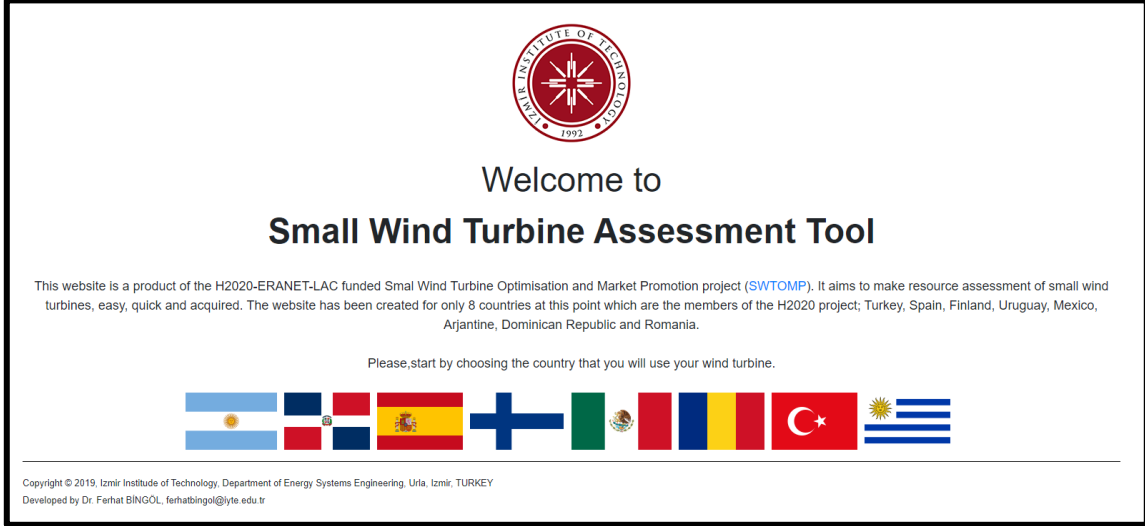 IZMIR INSTITUTE OF TECHNOLOGY
1992
Welcome to
Small Wind Turbine Assessment Tool
This website is a product of the H2020-ERANET-LAC funded Smal Wind Turbine Optimisation and Market Promotion project (SWTOMP). It aims to make resource assessment of small wind
turbines, easy, quick and acquired. The website has been created for only 8 countries at this point which are the members of the H2020 project; Turkey, Spain, Finland, Uruguay, Mexico,
Arjantine, Dominican Republic and Romania.
Please,start by choosing the country that you will use your wind turbine.
Copyright © 2019, Izmir Institude of Technology, Department of Energy Systems Engineering, Urla, Izmir, TURKEY
Developed by Dr. Ferhat BİNGÖL, ferhatbingol@iyte.edu.tr